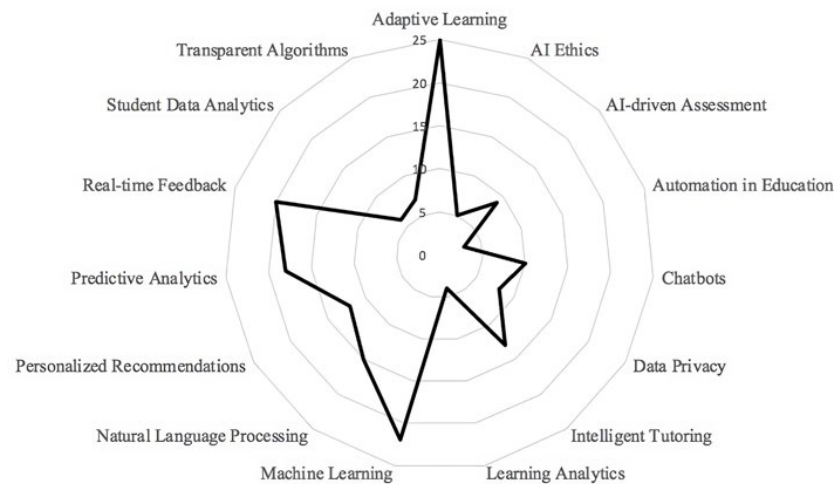 Adaptive Learning
25
Transparent Algorithms
AI Ethics
20
Student Data Analytics
AI-driven Assessment
15
10
Real-time Feedback
Automation in Education
5
0
Predictive Analytics
Chatbots
Personalized Recommendations
Data Privacy
Natural Language Processing
Intelligent Tutoring
Machine Learning
Learning Analytics